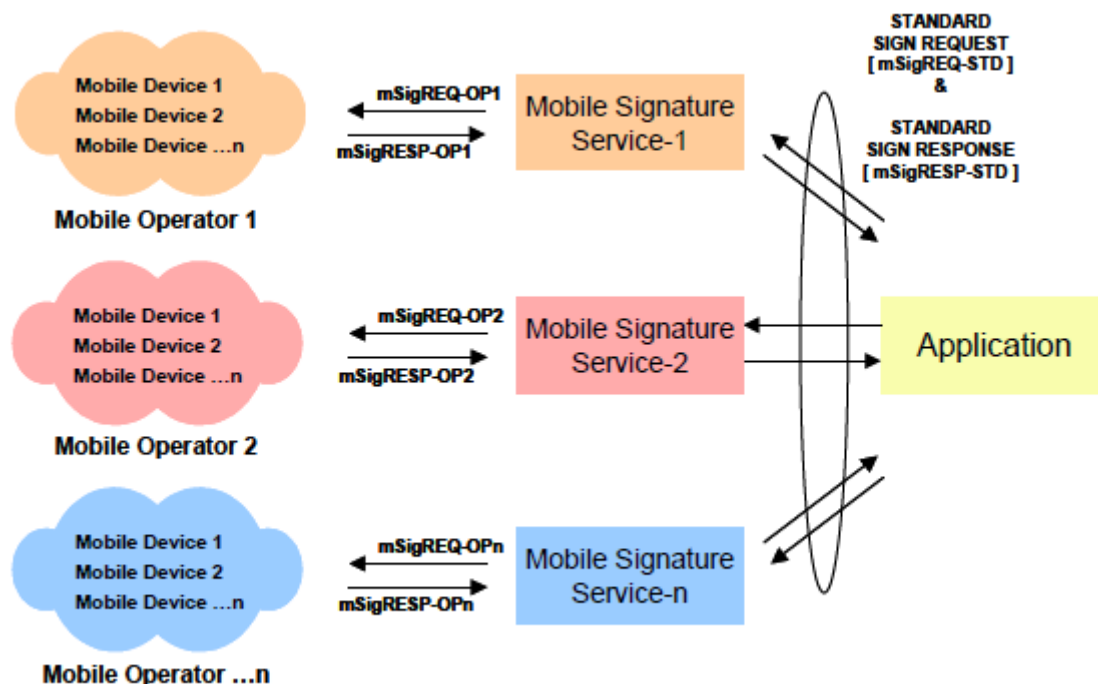 STANDARD
SIGN REQUEST
[ mSigREQ-STD ]
&
STANDARD
SIGN RESPONSE
[ mSigRESP-STD ]
Mobile Device 1
Mobile Device 2
Mobile Device ...n
Mobile Operator 1
mSigREQ-OP1
mSigRESP-OP1
Mobile Signature
Service-1
Mobile Device 1
Mobile Device 2
Mobile Device ...n
Mobile Operator 2
mSigREQ-OP2
mSigRESP-OP2
Mobile Signature
Service-2
Application
Mobile Device 1
Mobile Device 2
Mobile Device ...n
Mobile Operator ...n
mSigREQ-OPn
mSigRESP-OPn
Mobile Signature
Service-n